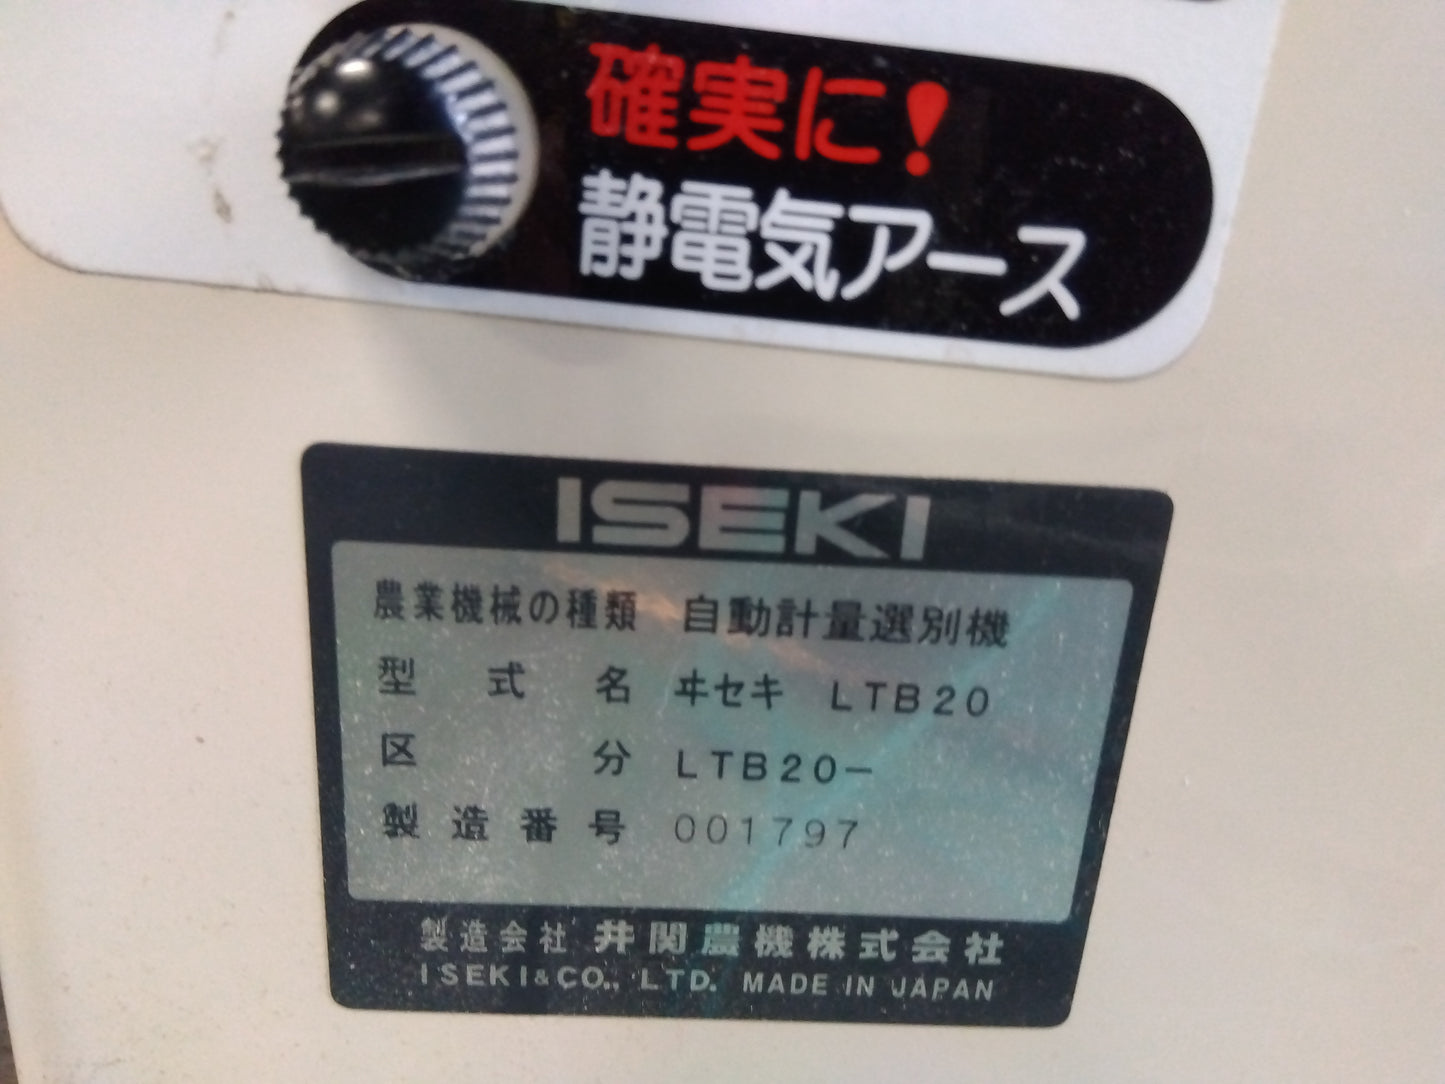 確実に!
静電気アース
ISEKI
農業機械の種類 自動計量選別機
型式名 ヰセキ LTB20
区分 LTB20-
製造番号 001797
製造会社 井関農機株式会社
ISEKI&CO., LTD. MADE IN JAPAN